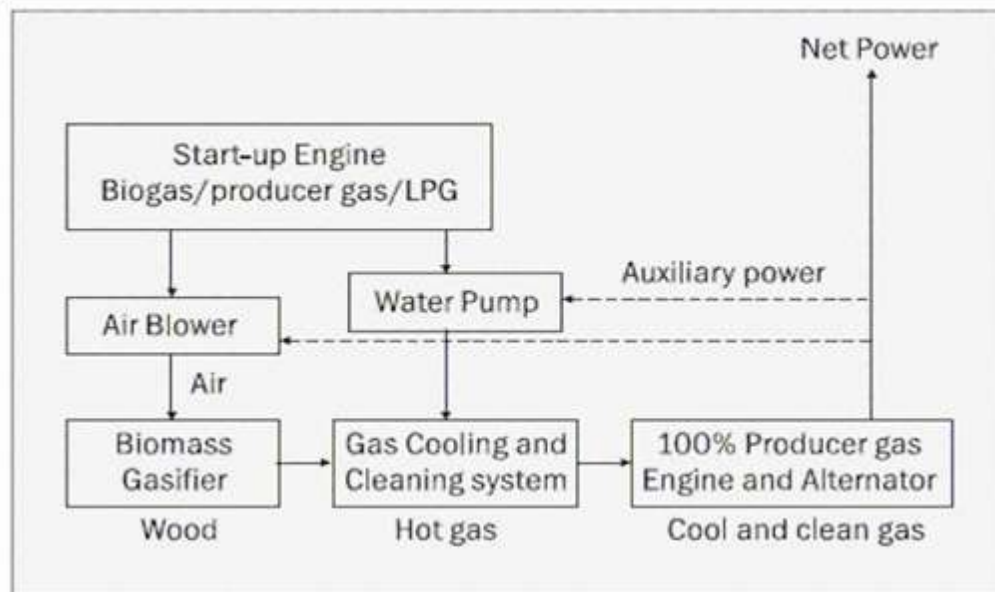 Net Power
Start-up Engine
Biogas/producer gas/LPG
Auxiliary power
Water Pump
Air Blower
Air
Biomass
Gasifier
Gas Cooling and
Cleaning system
100% Producer gas
Engine and Alternator
Wood
Hot gas
Cool and clean gas